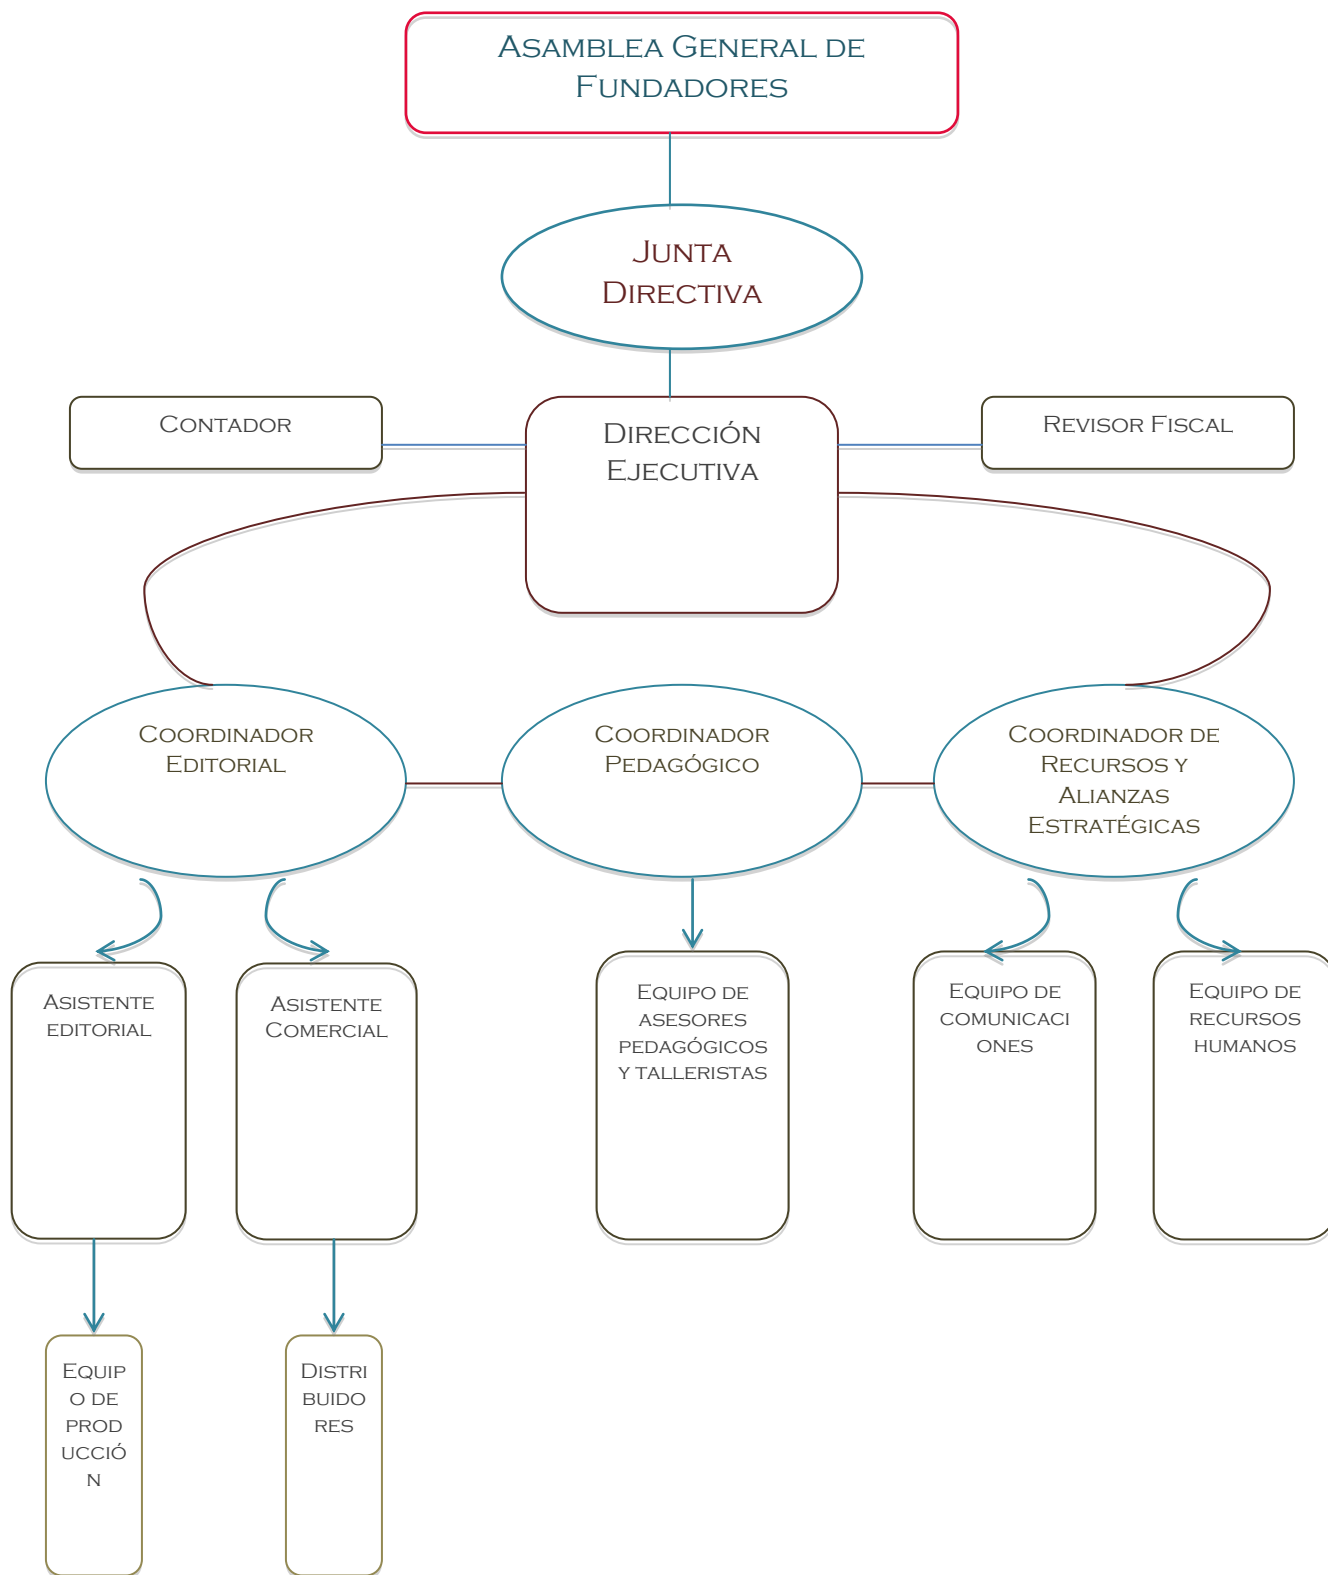 Asamblea General de
Fundadores
Junta
Directiva
Contador
Dirección
Ejecutiva
Revisor Fiscal
Coordinador
Editorial
Coordinador
Pedagógico
Coordinador de
Recursos y
Alianzas
Estratégicas
Asistente
editorial
Asistente
Comercial
Equipo de
asesores
pedagógicos
y talleristas
Equipo de
comunicaci
ones
Equipo de
recursos
humanos
Equip
o de
prod
ucció
n
Distri
buido
res